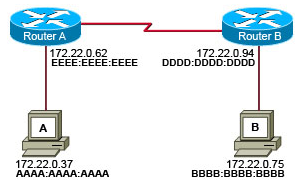 Router A
Router B
172.22.0.62
EEEE:EEEE:EEEE
172.22.0.94
DDDD:DDDD:DDDD
A
B
172.22.0.37
AAAA:AAAA:AAAA
172.22.0.75
BBBB:BBBB:BBBB